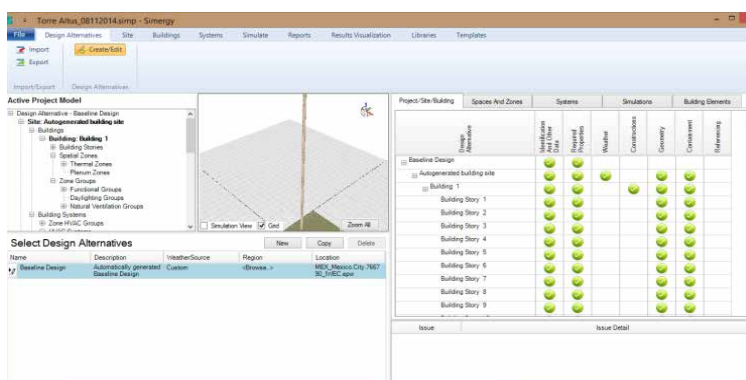 Torre Altus_08112014.simp - Simergy
File Design Alternatives Site Buildings Systems Simulate Reports Results Visualization Libraries Templates
Import Create/Edit
Export
Import/Export Design Alternatives
Active Project Model
Design Alternative - Baseline Design
Site: Autogenerated building site
Buildings
Building: Building 1
Building Stories
Spatial Zones
Thermal Zones
Plenum Zones
Zone Groups
Functional Groups
Daylighting Groups
Natural Ventilation Groups
Building Systems
Zone HVAC Groups
Simulation View Grid Zoom All
Select Design Alternatives New Copy Delete
Name Description WeatherSource Region Location
Baseline Design Automatically generated Baseline Design Custom <Browse..> MEX_Mexico.City.7667
Project/Site/Building Spaces And Zones Systems Simulations Building Elements
Design Alternative Identification And Other Data Required Properties Weather Constructions Geometry Containment Referencing
Baseline Design
Autogenerated building site
Building 1
Building Story 1
Building Story 2
Building Story 3
Building Story 4
Building Story 5
Building Story 6
Building Story 7
Building Story 8
Building Story 9
Issue Issue Detail